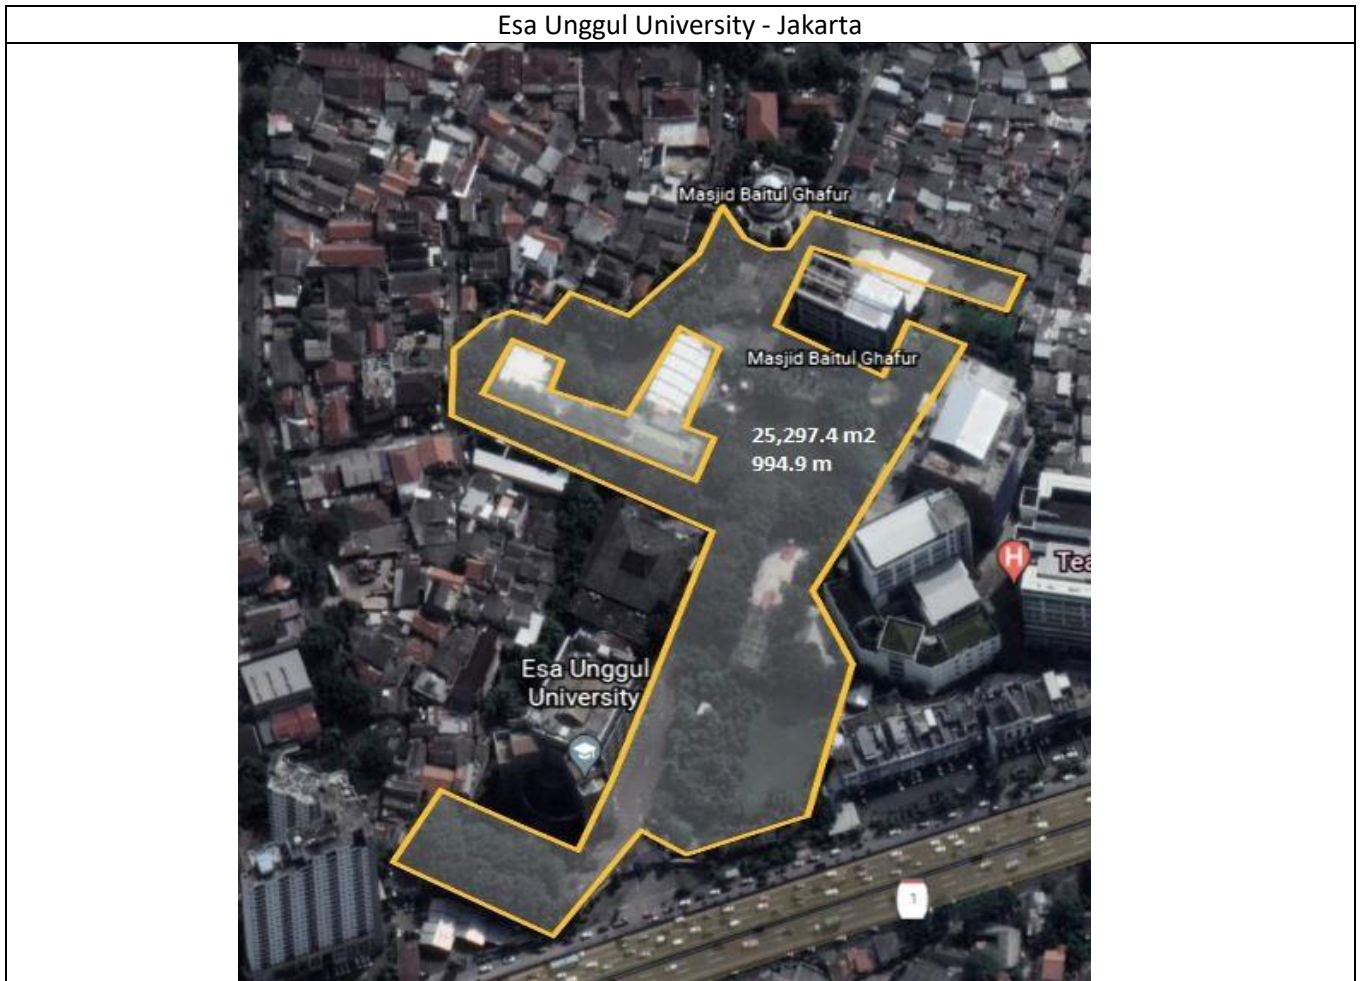 Esa Unggul University - Jakarta
Masjid Baitul Ghafur
Masjid Baitul Ghafur
25,297.4 m2
994.9 m
H
Tea
Esa Unggul
University